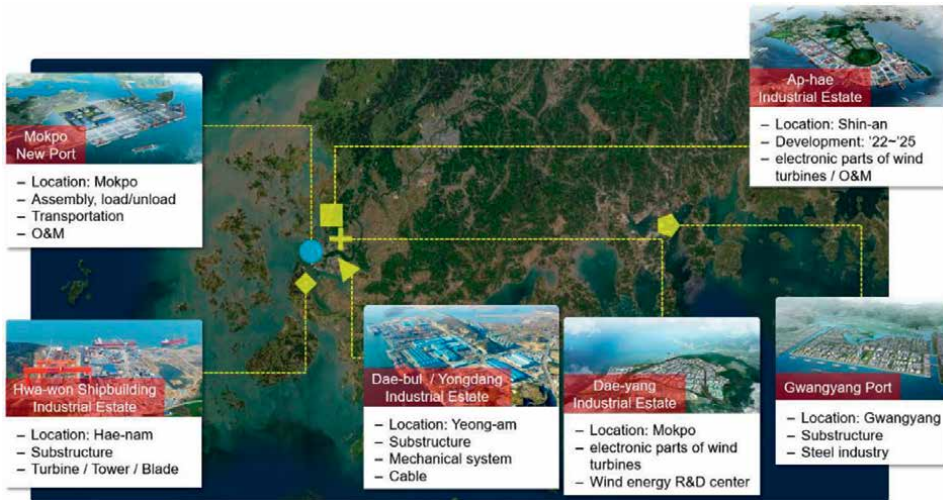 Mokpo
New Port
– Location: Mokpo
– Assembly, load/unload
– Transportation
– O&M
Ap-hae
Industrial Estate
– Location: Shin-an
– Development: '22~'25
– electronic parts of wind
turbines / O&M
Hwa-won Shipbuilding
Industrial Estate
– Location: Hae-nam
– Substructure
– Turbine / Tower / Blade
Dae-bul / Yongdang
Industrial Estate
– Location: Yeong-am
– Substructure
– Mechanical system
– Cable
Dae-yang
Industrial Estate
– Location: Mokpo
– electronic parts of wind
turbines
– Wind energy R&D center
Gwangyang Port
– Location: Gwangyang
– Substructure
– Steel industry